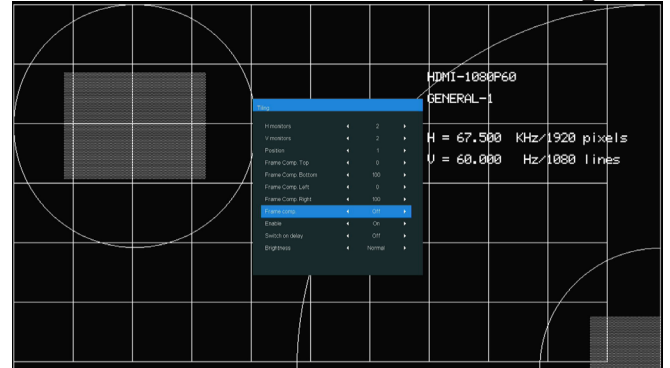 HDMI-1080P60
GENERAL-1
H = 67.500 KHz/1920 pixels
V = 60.000 Hz/1080 lines
Tiling
H monitors 2
V monitors 2
Position 1
Frame Comp. Top 0
Frame Comp. Bottom 100
Frame Comp. Left 0
Frame Comp. Right 100
Frame comp. Off
Enable On
Switch on delay Off
Brightness Normal